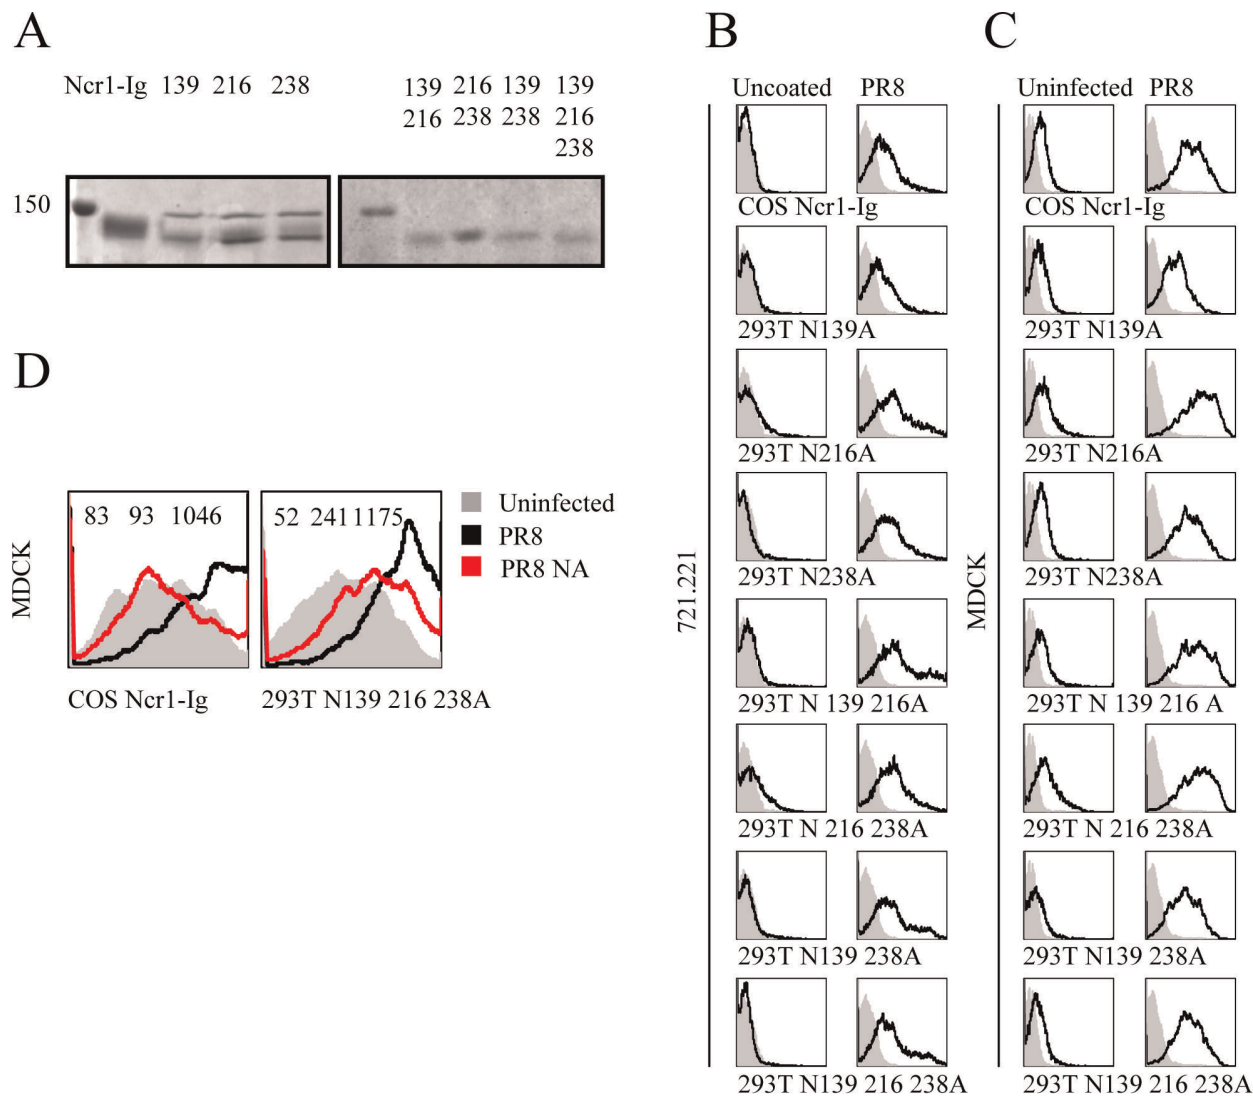 A
Ncr1-Ig 139 216 238
139 216 139 139
216 238 238 216
238
150
B
Uncoated PR8
721.221
COS Ncr1-Ig
293T N139A
293T N216A
293T N238A
293T N 139 216A
293T N 216 238A
293T N139 238A
293T N139 216 238A
C
Uninfected PR8
MDCK
COS Ncr1-Ig
293T N139A
293T N216A
293T N238A
293T N 139 216 A
293T N 216 238A
293T N139 238A
293T N139 216 238A
D
MDCK
83 93 1046
52 241 1175
Uninfected
PR8
PR8 NA
COS Ncr1-Ig
293T N139 216 238A